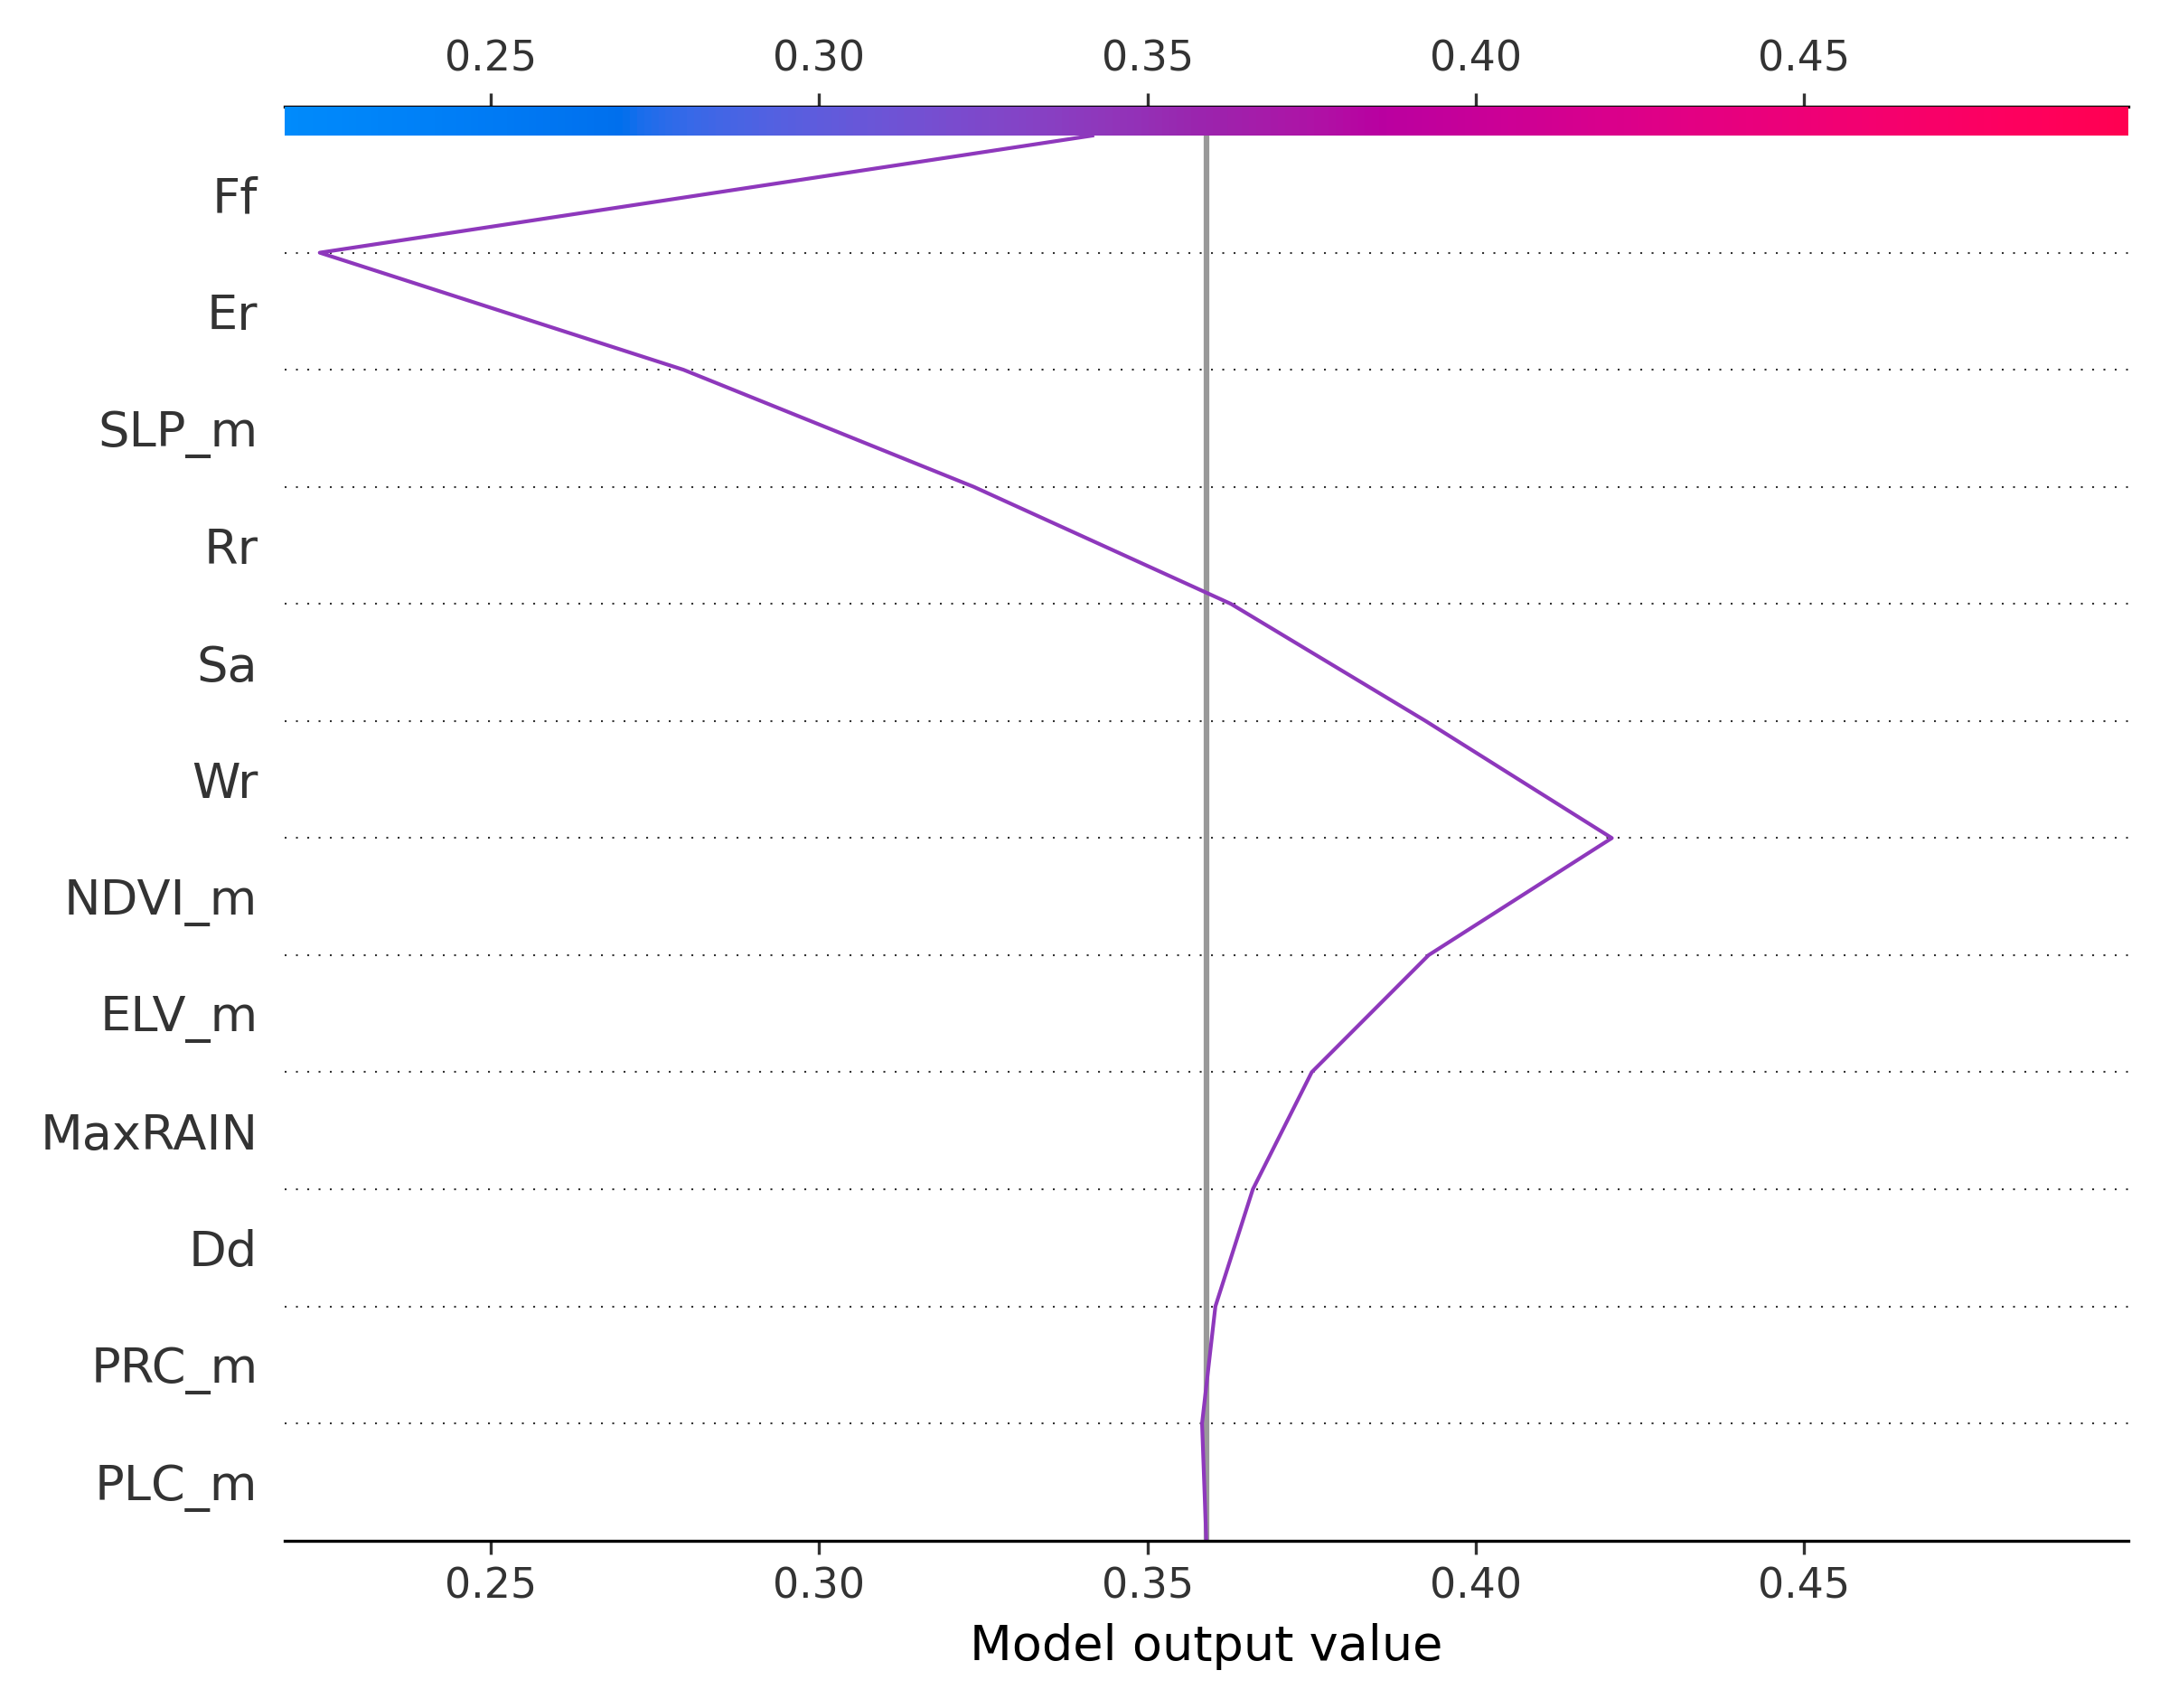 0.25 0.30 0.35 0.40 0.45
Ff
Er
SLP_m
Rr
Sa
Wr
NDVI_m
ELV_m
MaxRAIN
Dd
PRC_m
PLC_m
0.25 0.30 0.35 0.40 0.45
Model output value